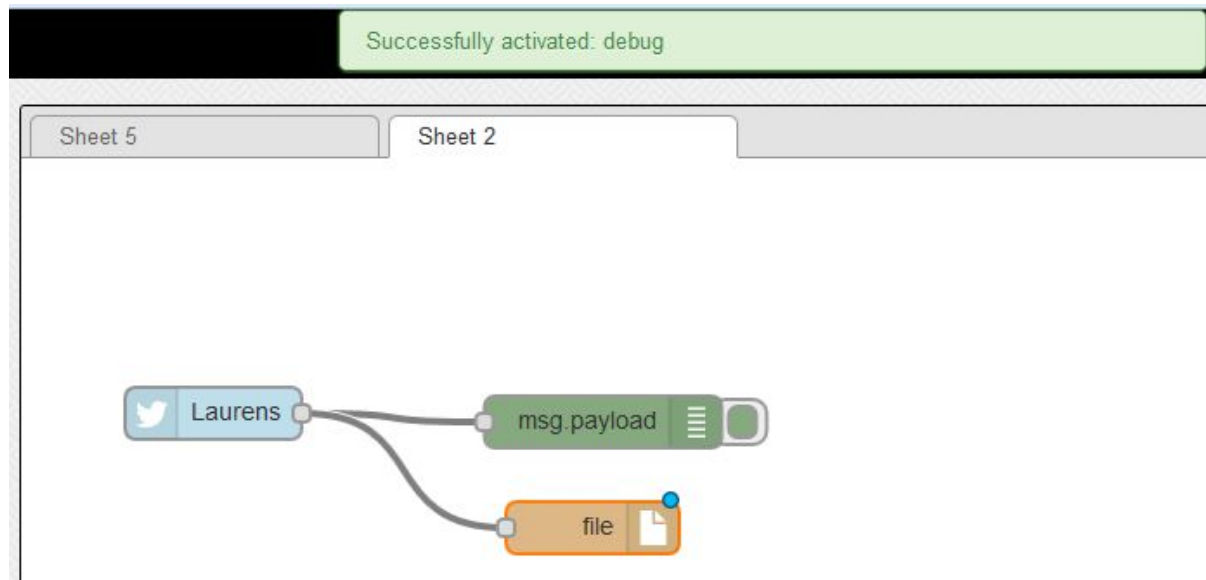 Successfully activated: debug
Sheet 5
Sheet 2
Laurens
msg.payload
file